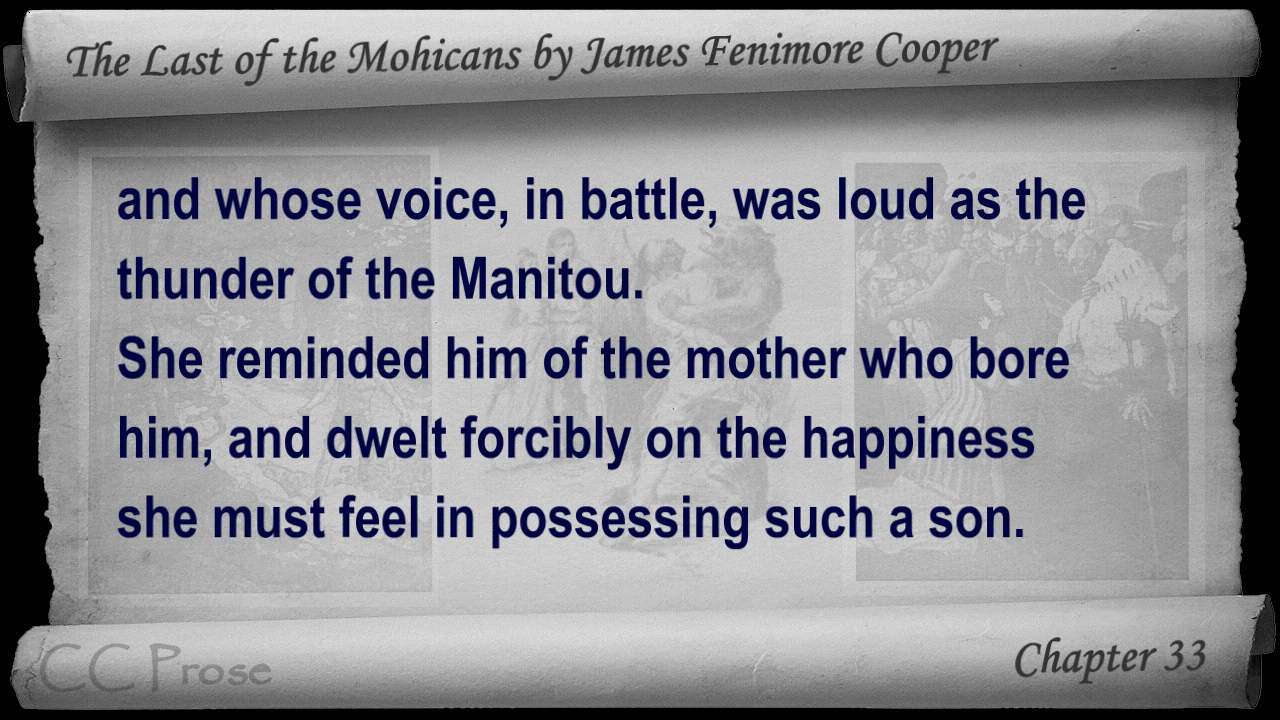 The Last of the Mohicans by James Fenimore Cooper
and whose voice, in battle, was loud as the
thunder of the Manitou.
She reminded him of the mother who bore
him, and dwelt forcibly on the happiness
she must feel in possessing such a son.
CC Prose
Chapter 33